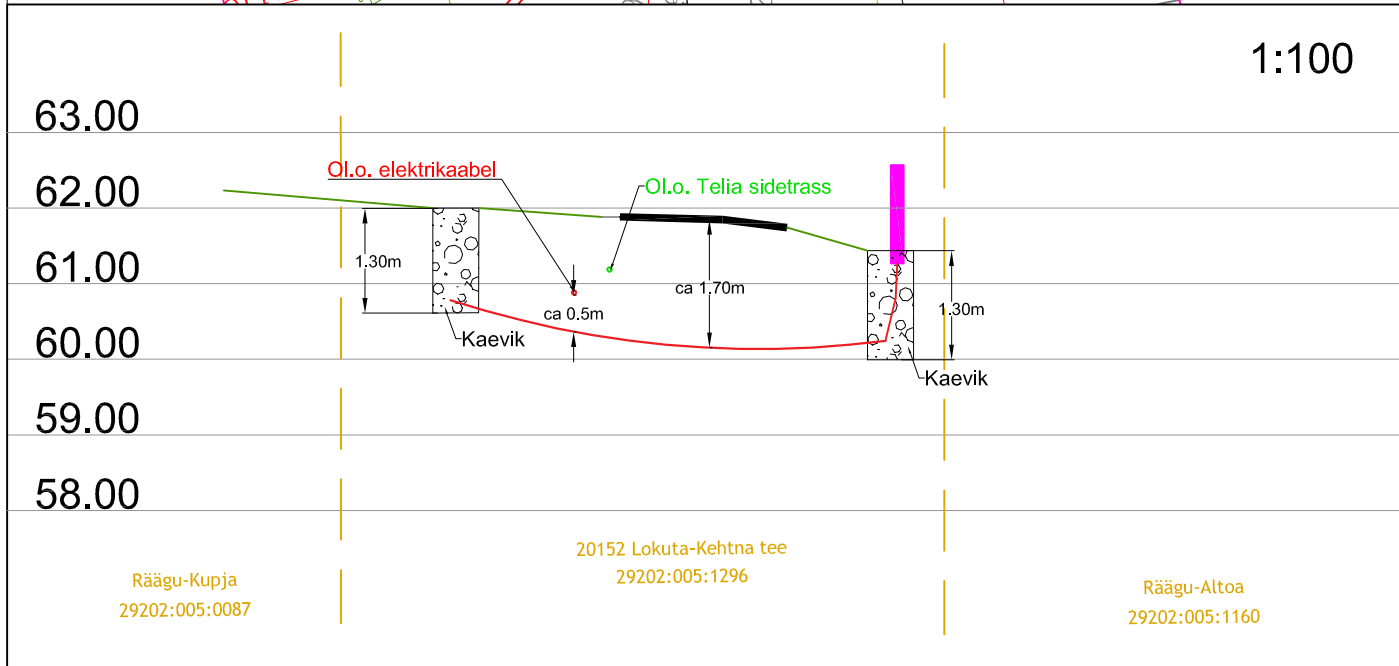 1:100
63.00
62.00
61.00
60.00
59.00
58.00
Ol.o. elektrikaabel
Ol.o. Telia sidetrass
1.30m
ca 0.5m
ca 1.70m
1.30m
Kaevik
Kaevik
20152 Lokuta-Kehtna tee
29202:005:1296
Räägu-Kupja
29202:005:0087
Räägu-Altoa
29202:005:1160